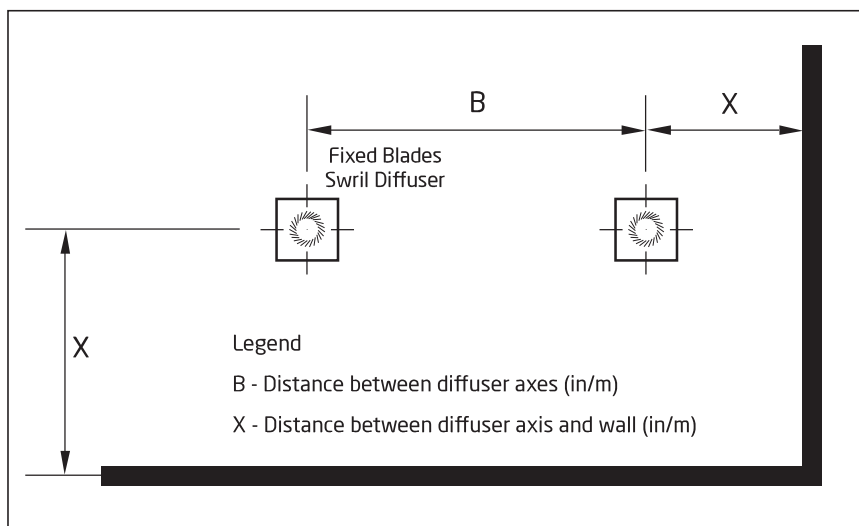 B
X
Fixed Blades
Swril Diffuser
X
Legend
B - Distance between diffuser axes (in/m)
X - Distance between diffuser axis and wall (in/m)